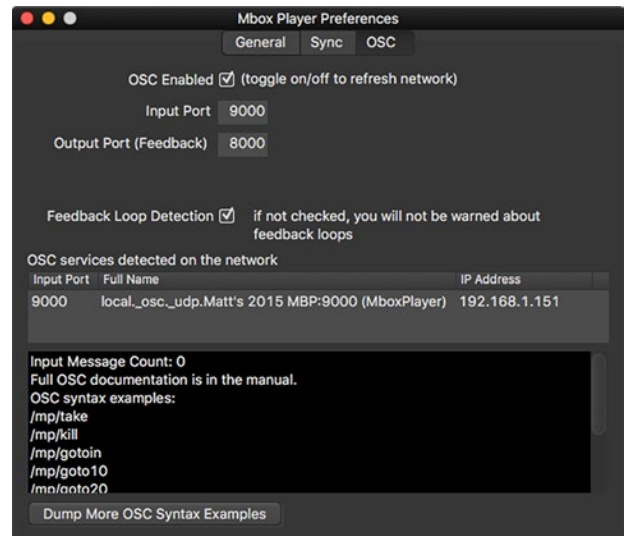 Mbox Player Preferences
General Sync OSC
OSC Enabled (toggle on/off to refresh network)
Input Port 9000
Output Port (Feedback) 8000
Feedback Loop Detection if not checked, you will not be warned about
feedback loops
OSC services detected on the network
Input Port Full Name IP Address
9000 local._osc._udp.Matt's 2015 MBP:9000 (MboxPlayer) 192.168.1.151
Input Message Count: 0
Full OSC documentation is in the manual.
OSC syntax examples:
/mp/take
/mp/kill
/mp/gotoin
/mp/goto10
/mp/goto20
Dump More OSC Syntax Examples